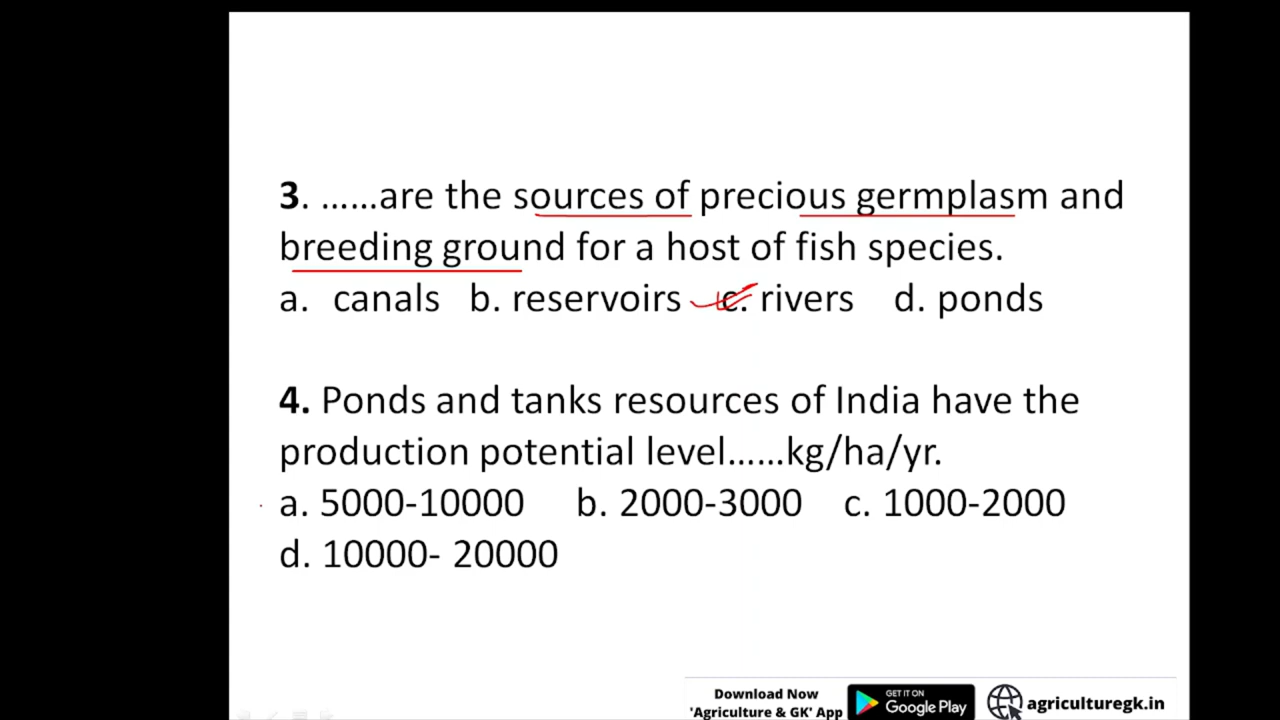 3. ......are the sources of precious germplasm and
breeding ground for a host of fish species.
a. canals b. reservoirs c. rivers d. ponds
4. Ponds and tanks resources of India have the
production potential level......kg/ha/yr.
a. 5000-10000 b. 2000-3000 c. 1000-2000
d. 10000- 20000
Download Now
'Agriculture & GK' App
GET IT ON
Google Play
agriculturegk.in